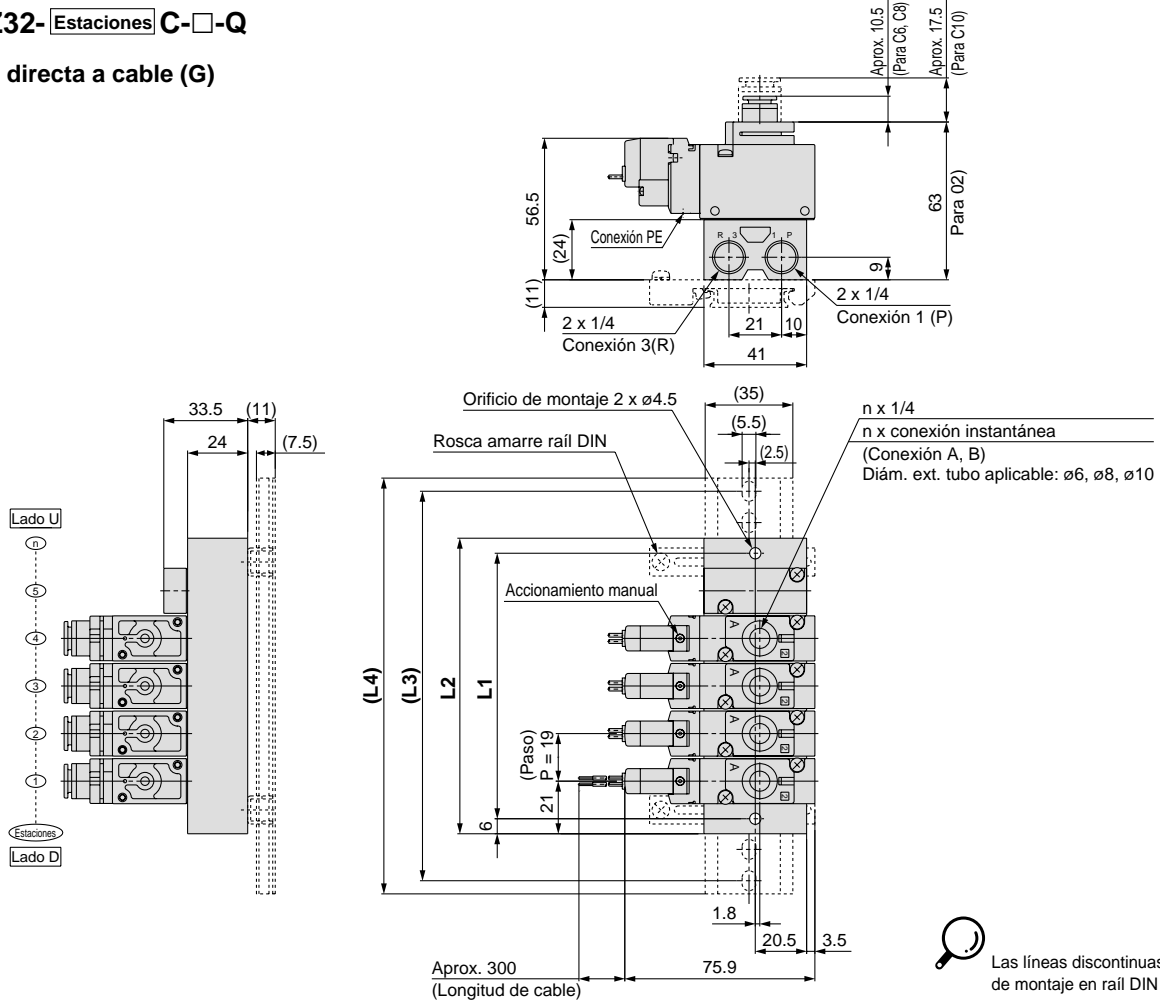 Z32- Estaciones C-□-Q
directa a cable (G)
Aprox. 10.5
(Para C6, C8)
Aprox. 17.5
(Para C10)
56.5
(24)
(11)
Conexión PE
R 3 1 P
63
Para 02)
9
2 x 1/4
Conexión 1 (P)
2 x 1/4
Conexión 3(R)
21
10
41
33.5
(11)
24
(7.5)
Lado U
n
5
4
3
2
1
Estaciones
Lado D
Orificio de montaje 2 x ø4.5
Rosca amarre raíl DIN
Accionamiento manual
(35)
(5.5)
(2.5)
n x 1/4
n x conexión instantánea
(Conexión A, B)
Diám. ext. tubo aplicable: ø6, ø8, ø10
(L4)
(L3)
L2
L1
(Paso)
P = 19
21
6
A
A
A
A
1.8
20.5
3.5
Aprox. 300
(Longitud de cable)
75.9
Las líneas discontinuas
de montaje en raíl DIN